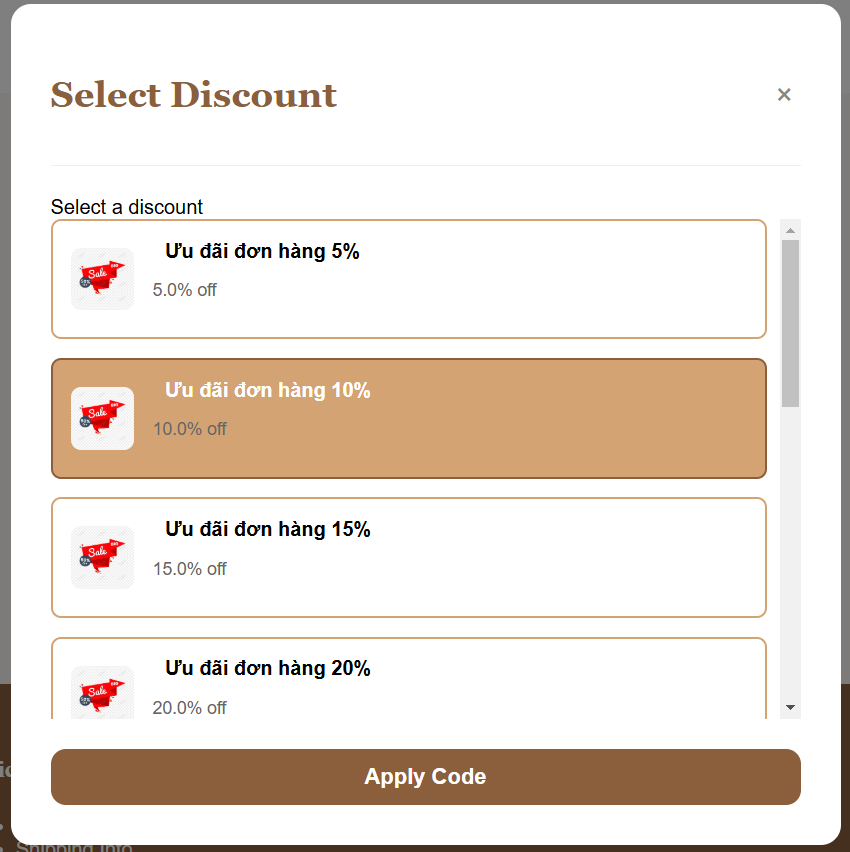 Select Discount
×
Select a discount
Ưu đãi đơn hàng 5%
Sale
5.0% off
Ưu đãi đơn hàng 10%
Sale
10.0% off
Ưu đãi đơn hàng 15%
Sale
15.0% off
Ưu đãi đơn hàng 20%
Sale
20.0% off
Apply Code
Shipping Info